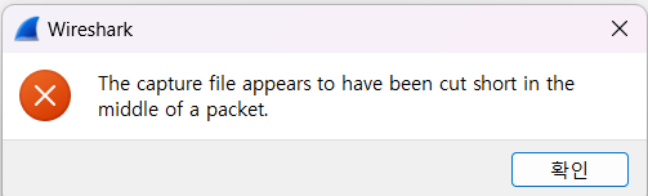 Wireshark
The capture file appears to have been cut short in the
middle of a packet.
확인